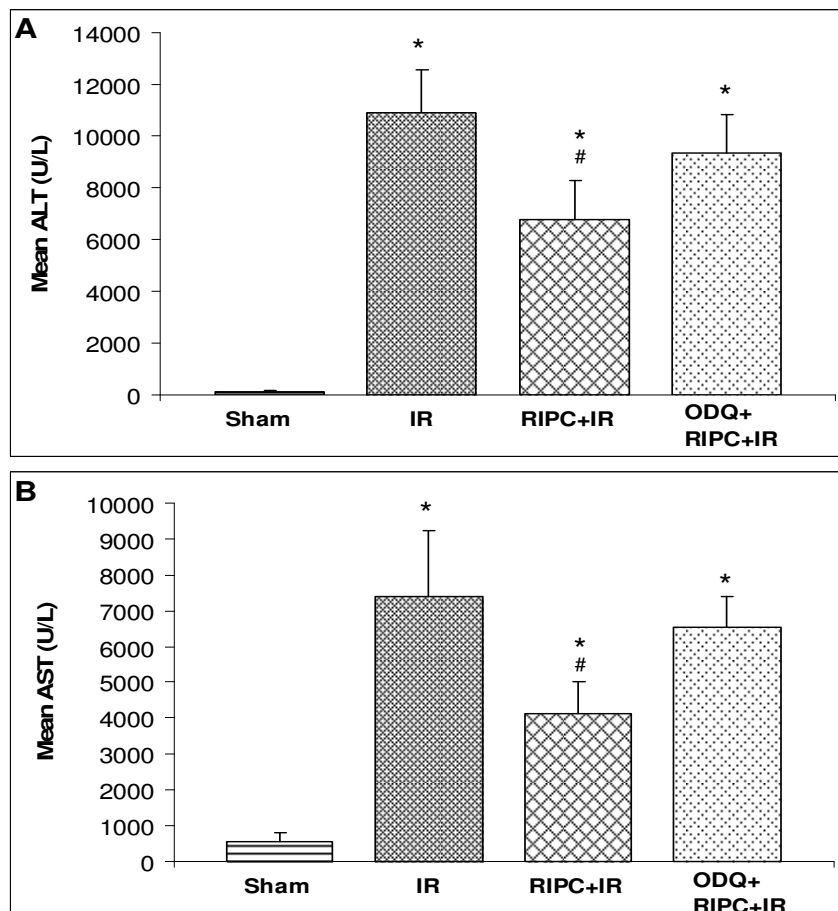 A
14000
12000
10000
8000
6000
4000
2000
0
Mean ALT (U/L)
*
*
*
#
*
Sham
IR
RIPC+IR
ODQ+
RIPC+IR
B
10000
9000
8000
7000
6000
5000
4000
3000
2000
1000
0
Mean AST (U/L)
*
*
#
*
Sham
IR
RIPC+IR
ODQ+
RIPC+IR